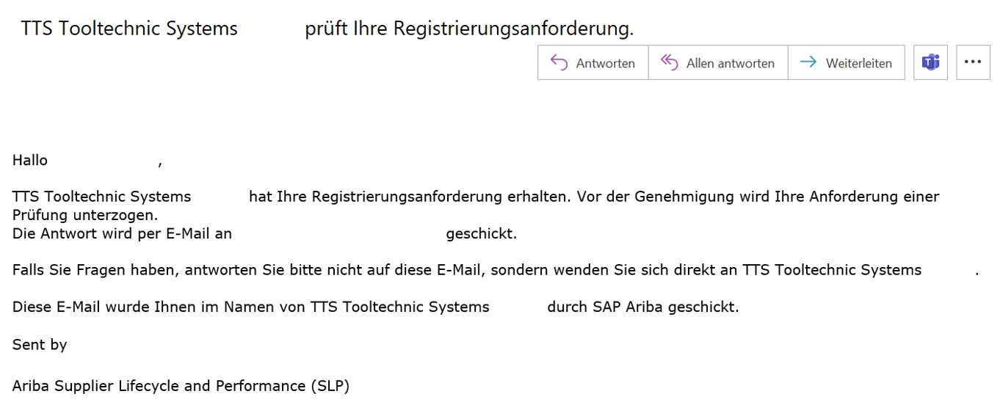 TTS Tooltechnic Systems prüft Ihre Registrierungsanforderung.
Antworten Allen antworten Weiterleiten
Hallo ,
TTS Tooltechnic Systems hat Ihre Registrierungsanforderung erhalten. Vor der Genehmigung wird Ihre Anforderung einer
Prüfung unterzogen.
Die Antwort wird per E-Mail an geschickt.
Falls Sie Fragen haben, antworten Sie bitte nicht auf diese E-Mail, sondern wenden Sie sich direkt an TTS Tooltechnic Systems .
Diese E-Mail wurde Ihnen im Namen von TTS Tooltechnic Systems durch SAP Ariba geschickt.
Sent by
Ariba Supplier Lifecycle and Performance (SLP)